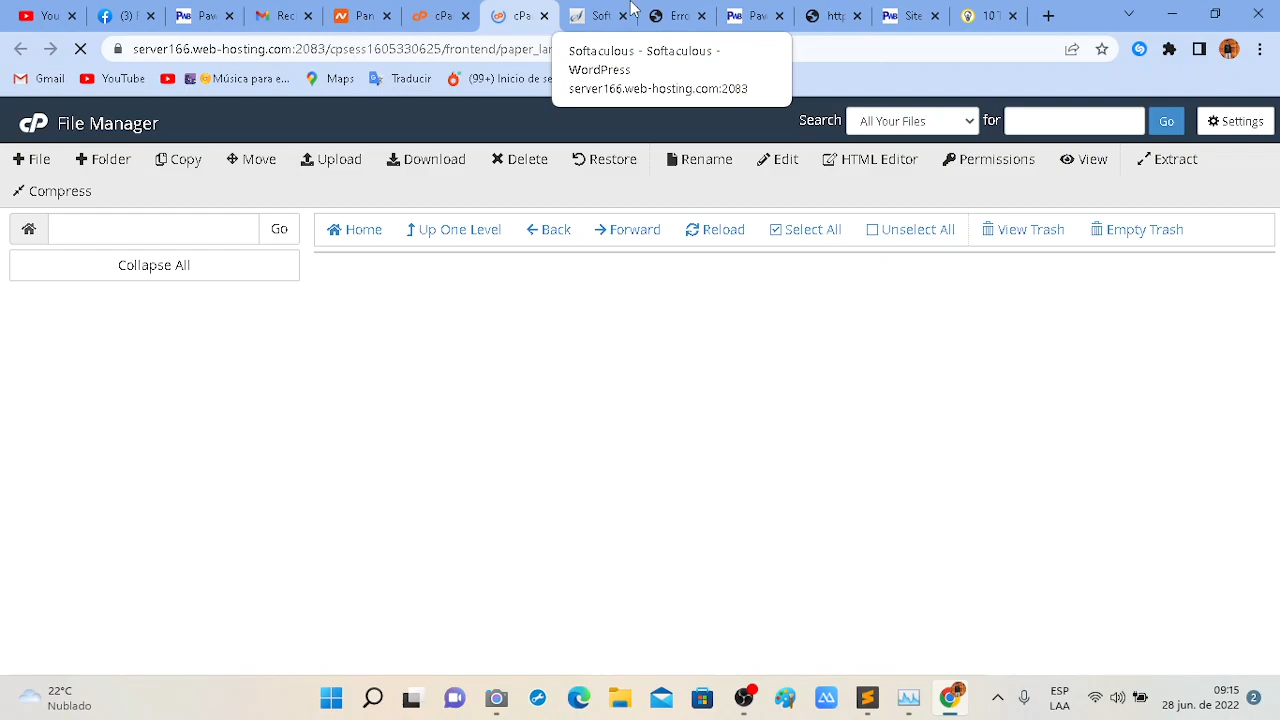 You
(3) F
Pav
Rec
Pan
cPa
cPa
Soft
Erro
Pav
http
Site
10 T
server166.web-hosting.com:2083/cpsess1605330625/frontend/paper_lan
Softaculous - Softaculous -
WordPress
server166.web-hosting.com:2083
Gmail
YouTube
Música para e...
Maps
Traducir
(99+) Inicio de se
cP File Manager
Search
All Your Files
for
Go
Settings
File
Folder
Copy
Move
Upload
Download
Delete
Restore
Rename
Edit
HTML Editor
Permissions
View
Extract
Compress
Go
Home
Up One Level
Back
Forward
Reload
Select All
Unselect All
View Trash
Empty Trash
Collapse All
22°C
Nublado
ESP
LAA
09:15
28 jun. de 2022
2